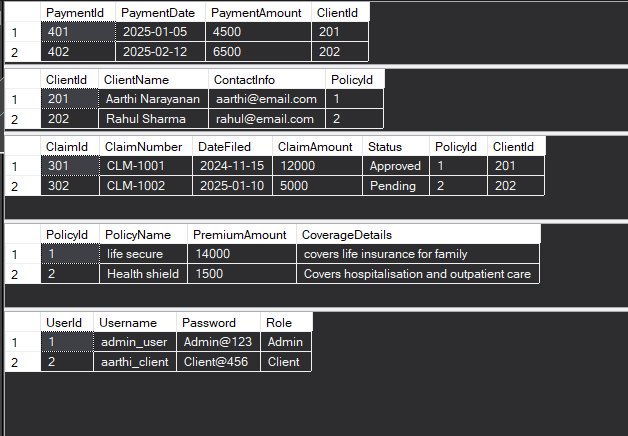 PaymentId PaymentDate PaymentAmount ClientId
1 401 2025-01-05 4500 201
2 402 2025-02-12 6500 202
ClientId ClientName ContactInfo PolicyId
1 201 Aarthi Narayanan aarthi@email.com 1
2 202 Rahul Sharma rahul@email.com 2
ClaimId ClaimNumber DateFiled ClaimAmount Status PolicyId ClientId
1 301 CLM-1001 2024-11-15 12000 Approved 1 201
2 302 CLM-1002 2025-01-10 5000 Pending 2 202
PolicyId PolicyName PremiumAmount CoverageDetails
1 1 life secure 14000 covers life insurance for family
2 2 Health shield 1500 Covers hospitalisation and outpatient care
UserId Username Password Role
1 1 admin_user Admin@123 Admin
2 2 aarthi_client Client@456 Client